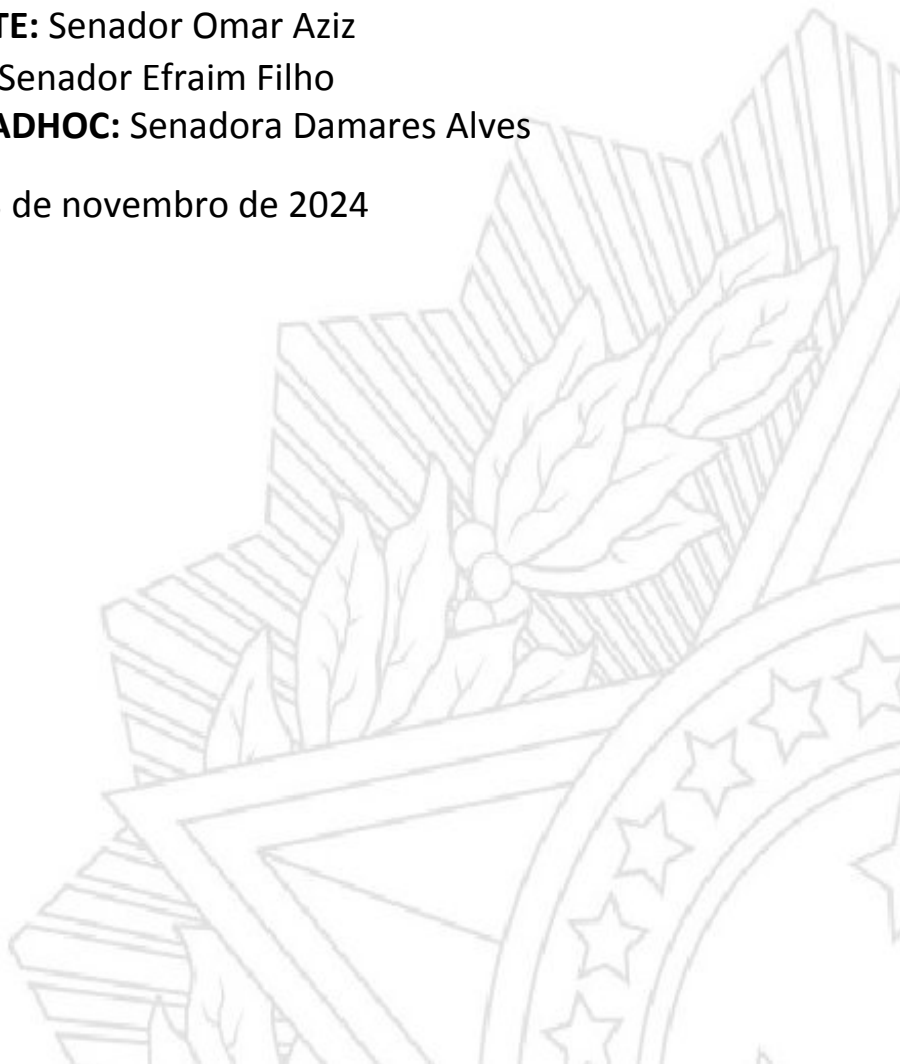 TE: Senador Omar Aziz
Senador Efraim Filho
ADHOC: Senadora Damares Alves
de novembro de 2024